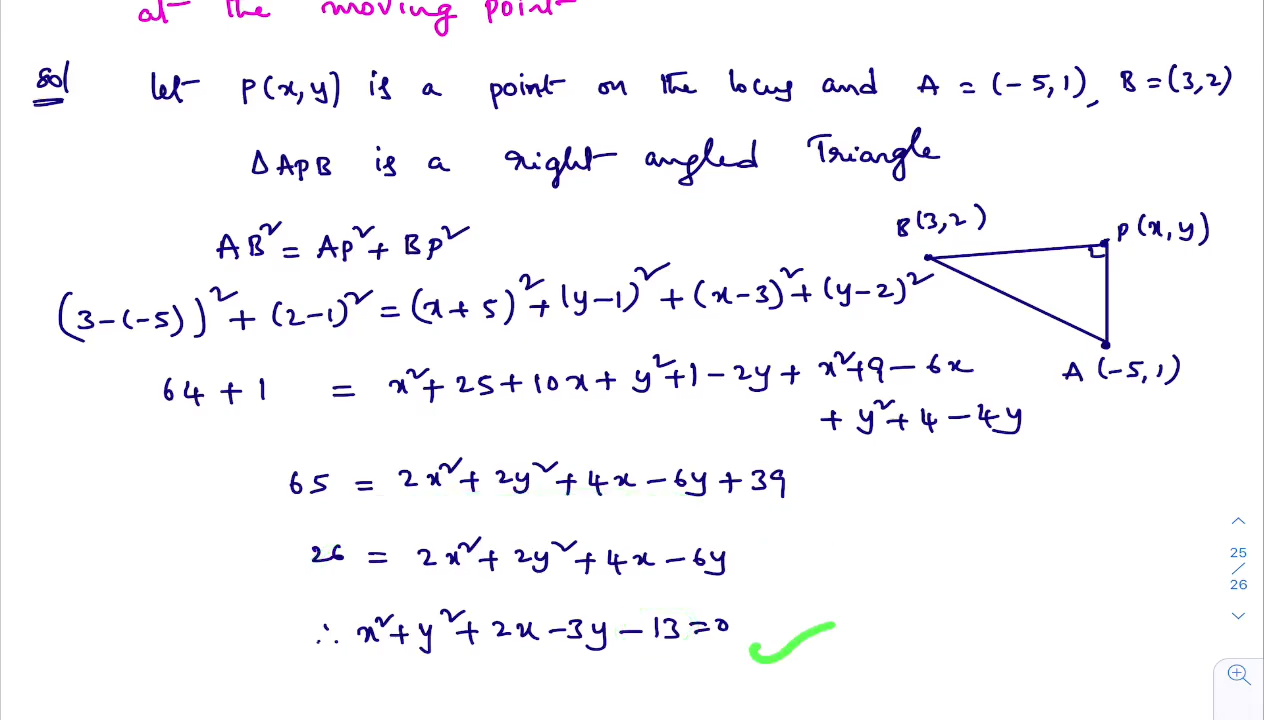 at the moving point
sol let P(x,y) is a point on the locus and A = (-5,1), B = (3,2)
ΔAPB is a right angled Triangle
AB² = AP² + BP²
B(3,2)
P(x,y)
(3-(-5))² + (2-1)² = (x+5)² + (y-1)² + (x-3)² + (y-2)²
A (-5,1)
64 + 1 = x² + 25 + 10x + y² + 1 - 2y + x² + 9 - 6x
+ y² + 4 - 4y
65 = 2x² + 2y² + 4x - 6y + 39
26 = 2x² + 2y² + 4x - 6y
∴ x² + y² + 2x - 3y - 13 = 0
25
/
26